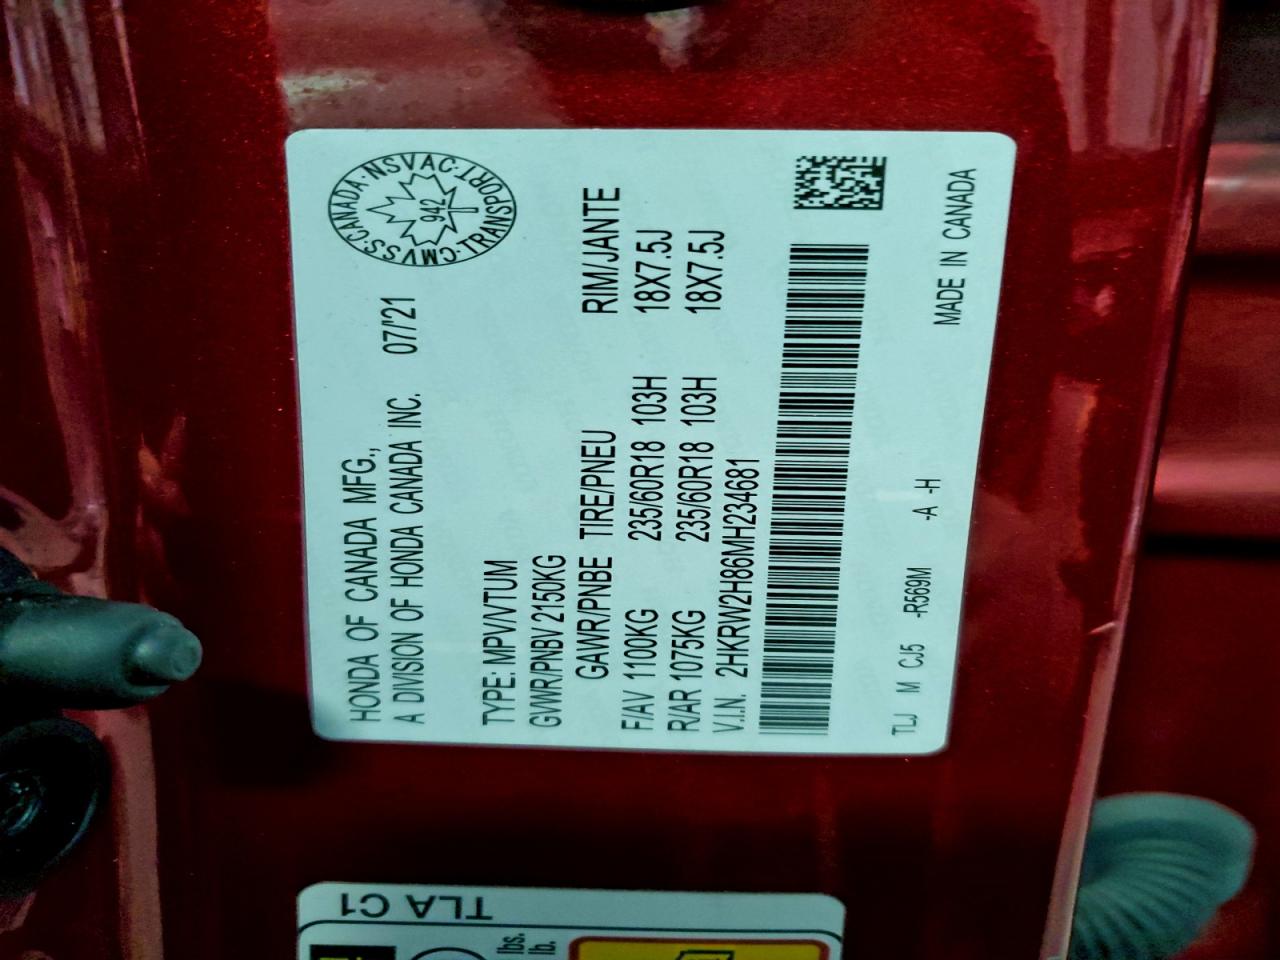 HONDA OF CANADA MFG.,
A DIVISION OF HONDA CANADA INC. 07/'21
CMVSS·CANADA·NSVAC·TRANSPORT·
942
TYPE: MPV/VTUM
GVWR/PNBV 2150KG
GAWR/PNBE TIRE/PNEU RIM/JANTE
F/AV 1100KG 235/60R18 103H 18X7.5J
R/AR 1075KG 235/60R18 103H 18X7.5J
V.I.N. 2HKRW2H86MH234681
TLJ M CJ5 -R569M -A -H MADE IN CANADA
TLA C1
lbs.
lb.